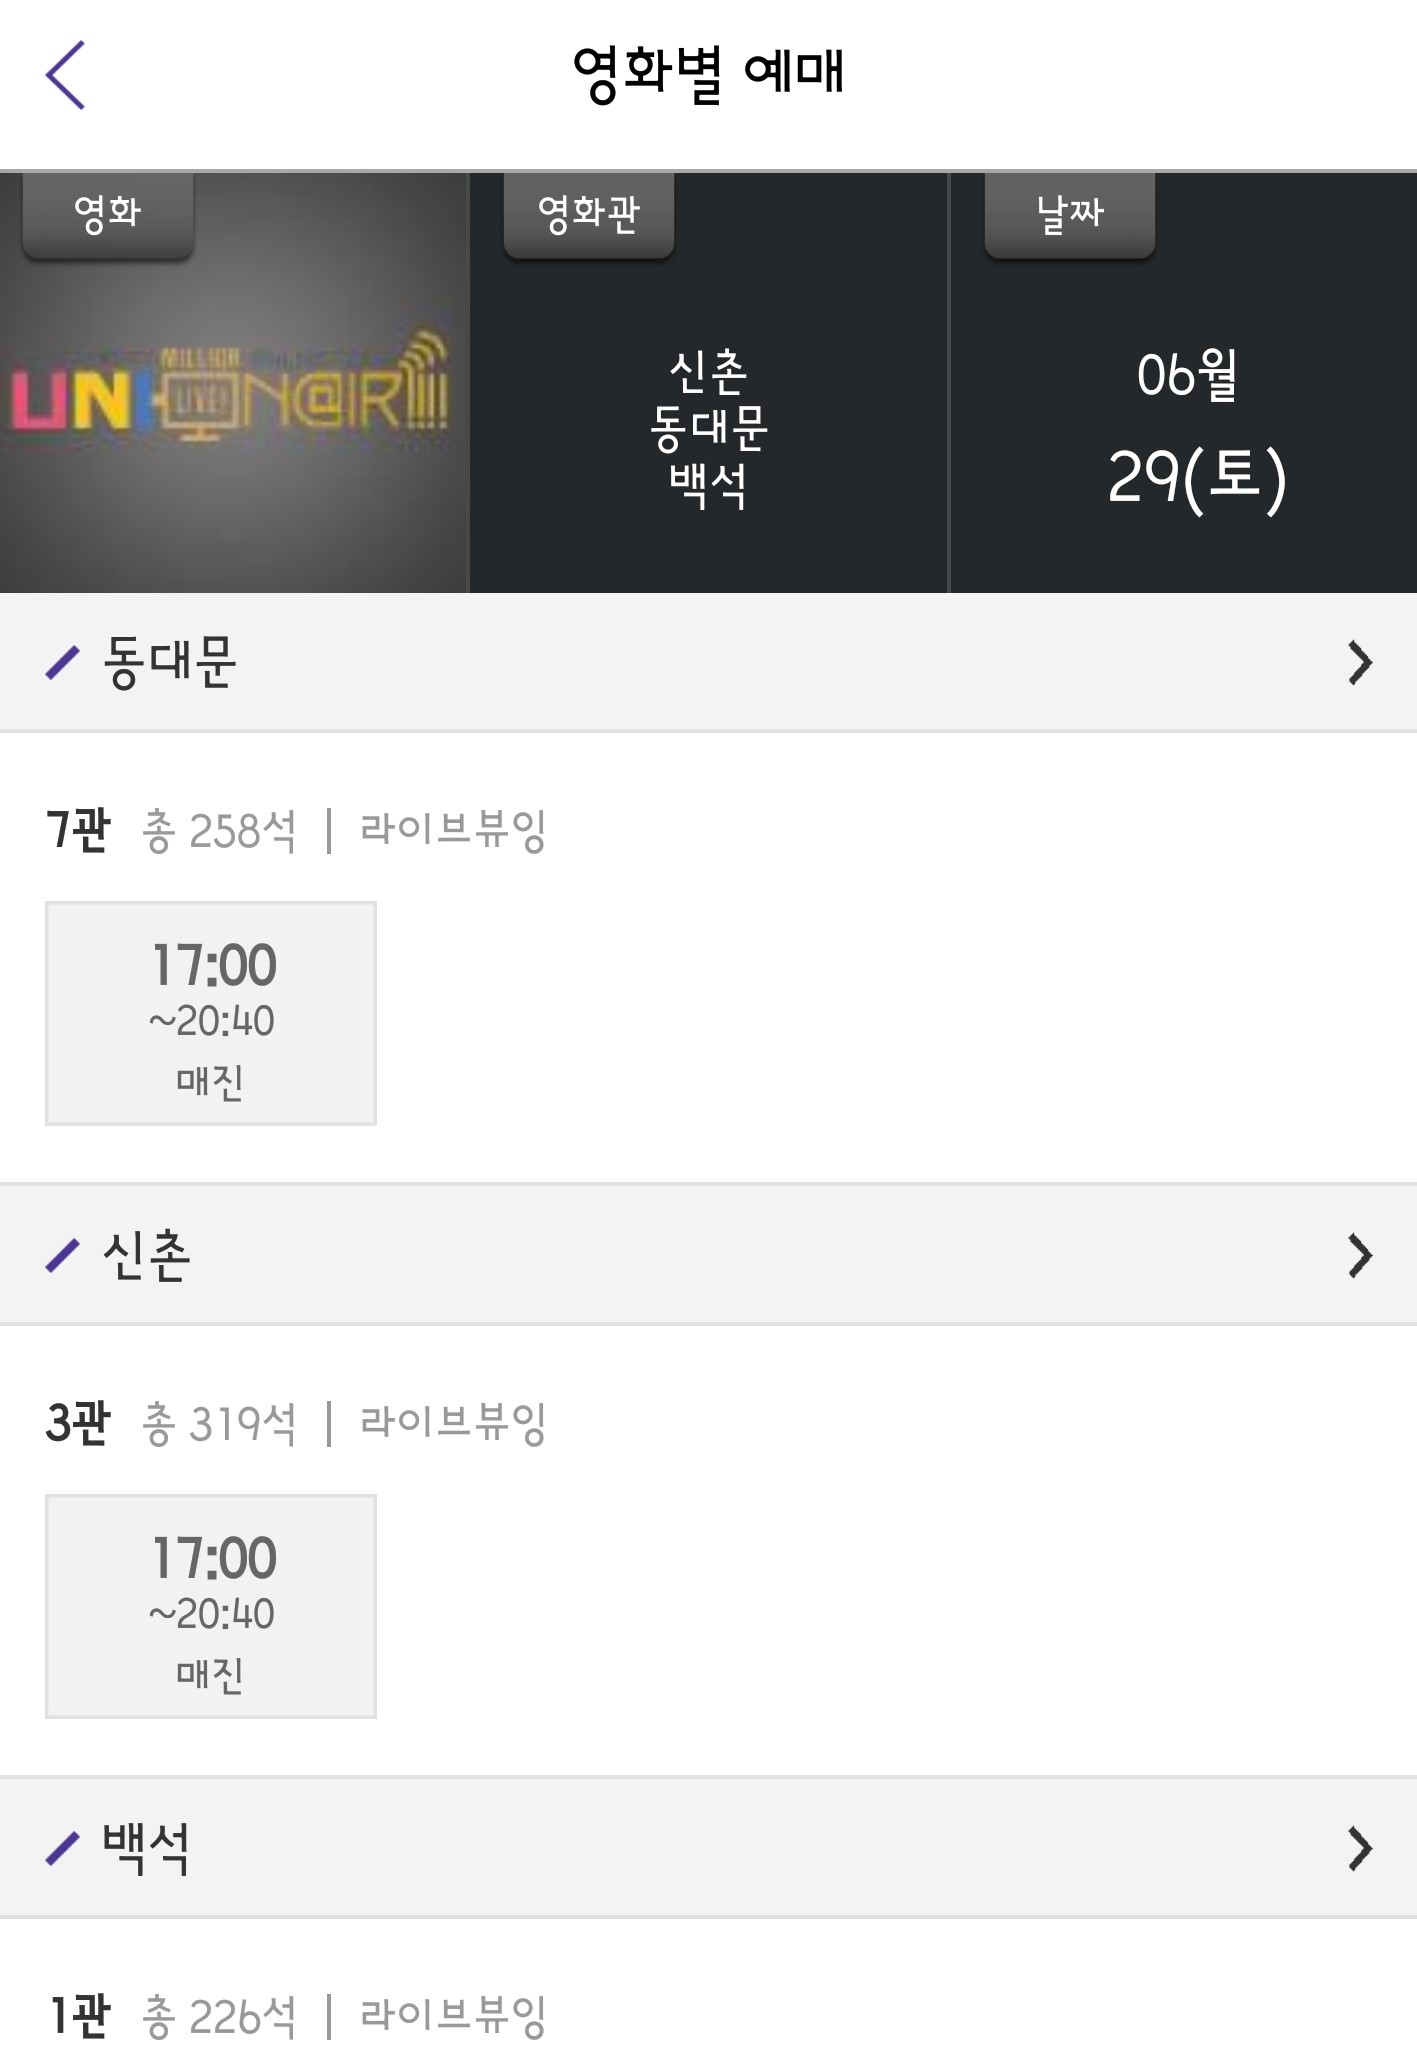 영화별 예매
영화
영화관
날짜
MILLION
UNI-ON@IR!!!!
LIVE!
신촌
동대문
백석
06월
29(토)
동대문
7관 총 258석 | 라이브뷰잉
17:00
~20:40
매진
신촌
3관 총 319석 | 라이브뷰잉
17:00
~20:40
매진
백석
1관 총 226석 | 라이브뷰잉